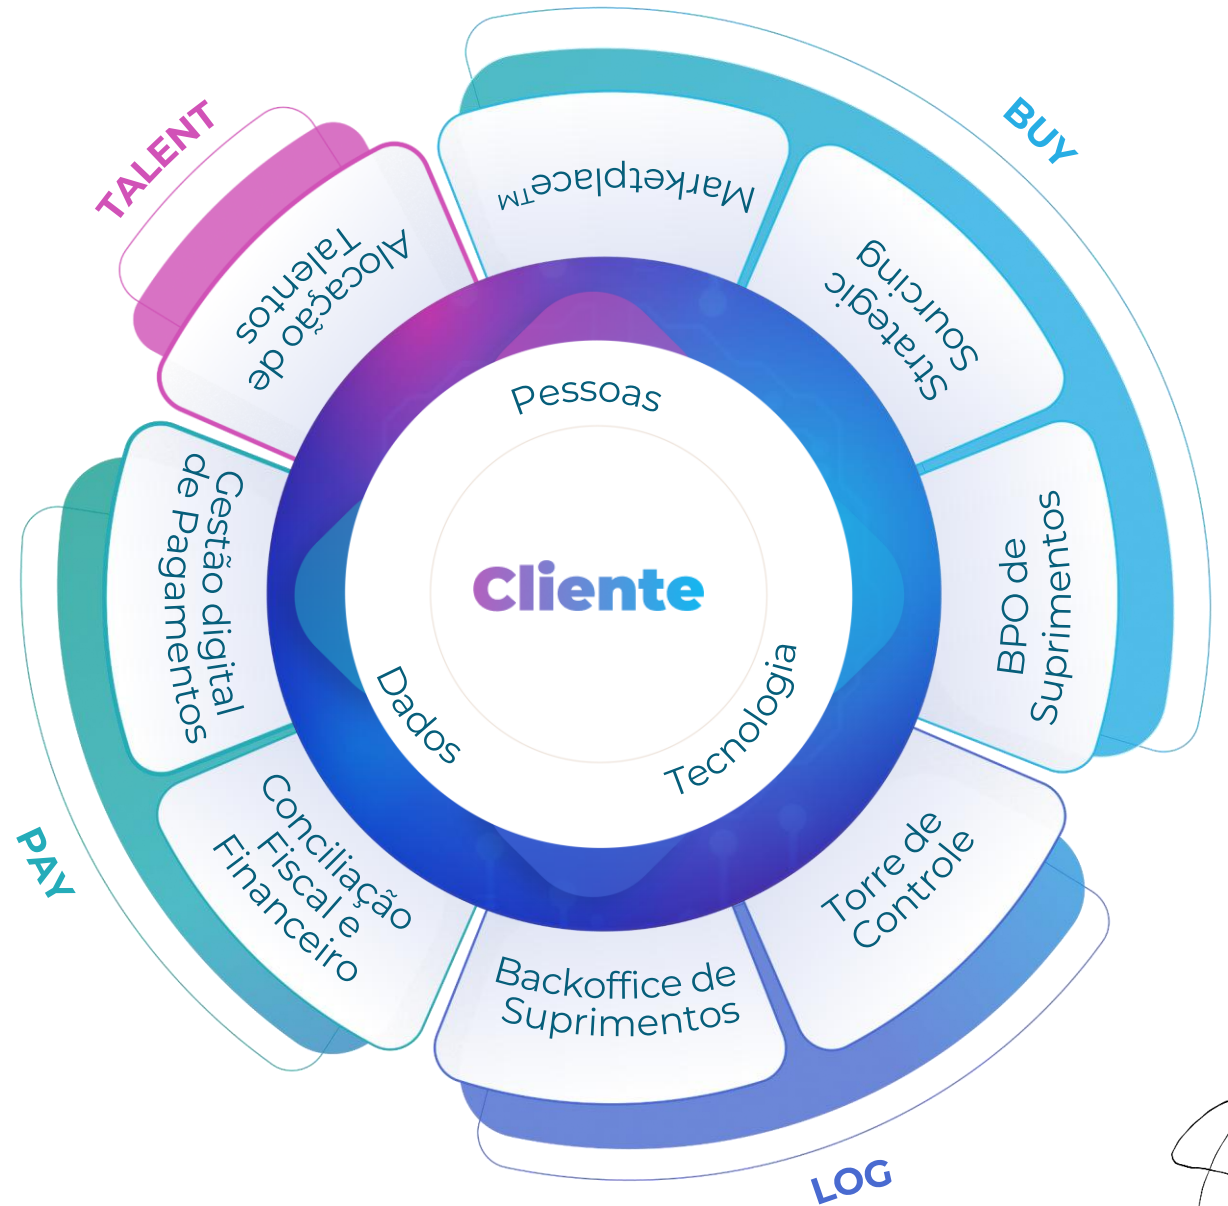 TALENT
BUY
Marketplace™
Strategic
Sourcing
BPO de
Suprimentos
Torre de
Controle
Backoffice de
Suprimentos
Conciliação
Fiscal e
Financeiro
Gestão digital
de Pagamentos
Alocação de
Talentos
Pessoas
Cliente
Dados
Tecnologia
PAY
LOG